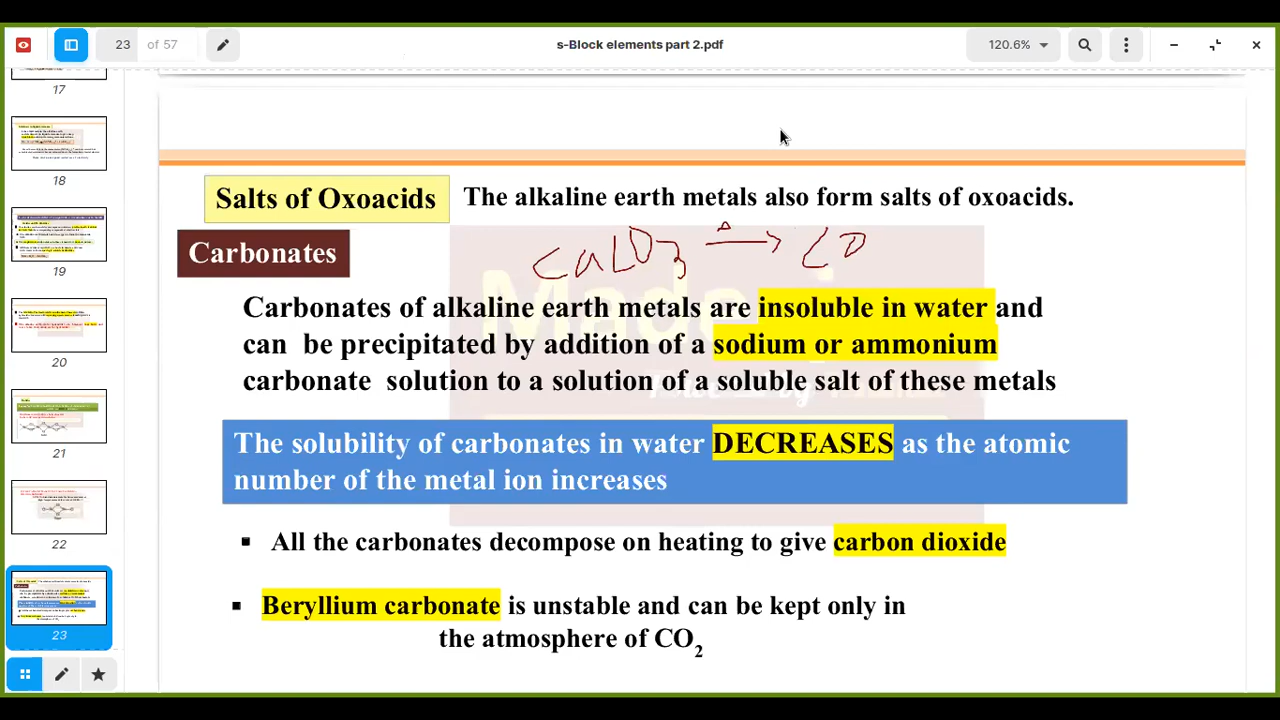 23 of 57
s-Block elements part 2.pdf
120.6%
17
18
19
20
21
22
23
Salts of Oxoacids
The alkaline earth metals also form salts of oxoacids.
CaCO3 Δ→ CO
Carbonates
Carbonates of alkaline earth metals are insoluble in water and
can be precipitated by addition of a sodium or ammonium
carbonate solution to a solution of a soluble salt of these metals
The solubility of carbonates in water DECREASES as the atomic
number of the metal ion increases
▪ All the carbonates decompose on heating to give carbon dioxide
▪ Beryllium carbonate is unstable and can be kept only in
the atmosphere of CO2